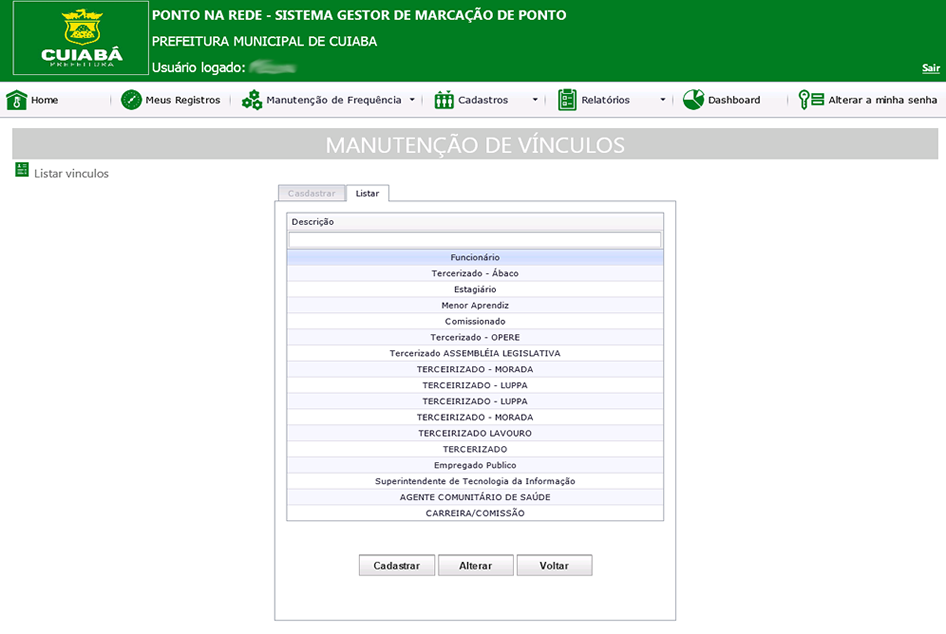 CUIABÁ
PREFEITURA
PONTO NA REDE - SISTEMA GESTOR DE MARCAÇÃO DE PONTO
PREFEITURA MUNICIPAL DE CUIABA
Usuário logado:
Sair
Home
Meus Registros
Manutenção de Frequência
Cadastros
Relatórios
Dashboard
Alterar a minha senha
MANUTENÇÃO DE VÍNCULOS
Listar vinculos
Casdastrar
Listar
Descrição
Funcionário
Tercerizado - Ábaco
Estagiário
Menor Aprendiz
Comissionado
Tercerizado - OPERE
Tercerizado ASSEMBLÉIA LEGISLATIVA
TERCEIRIZADO - MORADA
TERCEIRIZADO - LUPPA
TERCEIRIZADO - LUPPA
TERCEIRIZADO - MORADA
TERCEIRIZADO LAVOURO
TERCERIZADO
Empregado Publico
Superintendente de Tecnologia da Informação
AGENTE COMUNITÁRIO DE SAÚDE
CARREIRA/COMISSÃO
Cadastrar
Alterar
Voltar